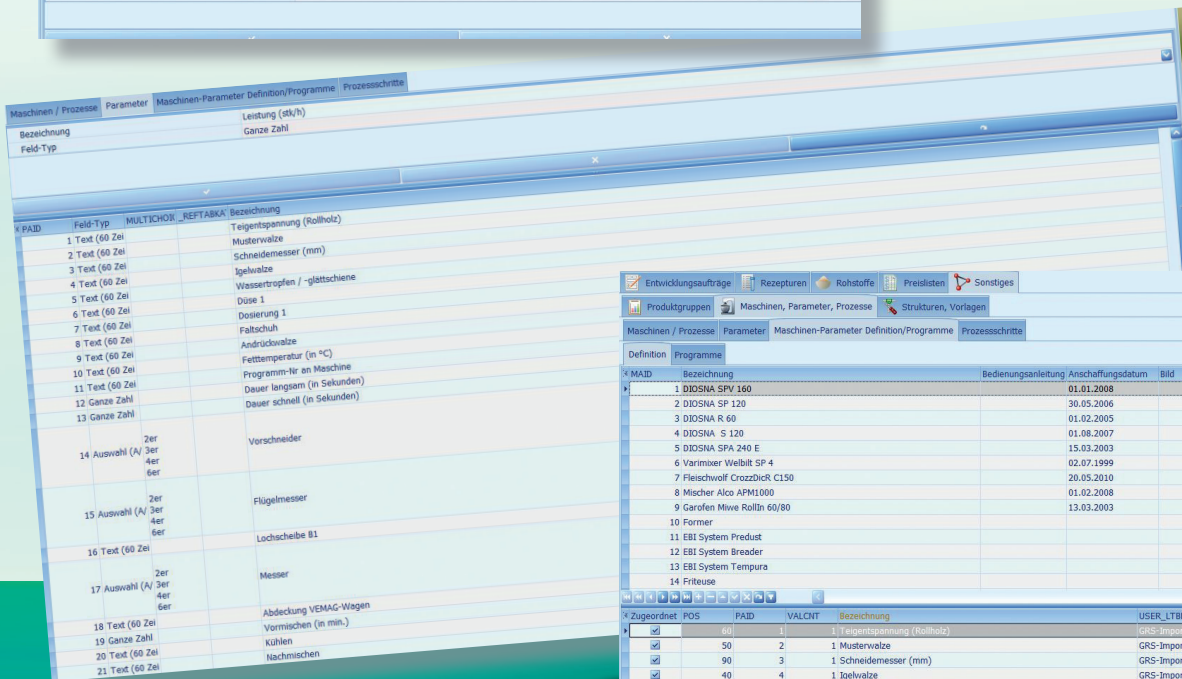 Maschinen / Prozesse Parameter Maschinen-Parameter Definition/Programme Prozessschritte
Bezeichnung Leistung (stk/h)
Feld-Typ Ganze Zahl
PAID Feld-Typ MULTICHOI _REFTABKA Bezeichnung
1 Text (60 Zei Teigentspannung (Rollholz)
2 Text (60 Zei Musterwalze
3 Text (60 Zei Schneidemesser (mm)
4 Text (60 Zei Igelwalze
5 Text (60 Zei Wassertropfen / -glättschiene
6 Text (60 Zei Düse 1
7 Text (60 Zei Dosierung 1
8 Text (60 Zei Faltschuh
9 Text (60 Zei Andrückwalze
10 Text (60 Zei Fetttemperatur (in °C)
11 Text (60 Zei Programm-Nr an Maschine
12 Ganze Zahl Dauer langsam (in Sekunden)
13 Ganze Zahl Dauer schnell (in Sekunden)
2er
14 Auswahl (A/ 3er Vorschneider
4er
6er
2er
15 Auswahl (A/ 3er Flügelmesser
4er
6er
16 Text (60 Zei Lochscheibe B1
2er
17 Auswahl (A/ 3er Messer
4er
6er
18 Text (60 Zei Abdeckung VEMAG-Wagen
19 Ganze Zahl Vormischen (in min.)
20 Text (60 Zei Kühlen
21 Text (60 Zei Nachmischen
Entwicklungsaufträge Rezepturen Rohstoffe Preislisten Sonstiges
Produktgruppen Maschinen, Parameter, Prozesse Strukturen, Vorlagen
Maschinen / Prozesse Parameter Maschinen-Parameter Definition/Programme Prozessschritte
Definition Programme
MAID Bezeichnung Bedienungsanleitung Anschaffungsdatum Bild
1 DIOSNA SPV 160 01.01.2008
2 DIOSNA SP 120 30.05.2006
3 DIOSNA R 60 01.02.2005
4 DIOSNA S 120 01.08.2007
5 DIOSNA SPA 240 E 15.03.2003
6 Varimixer Welbilt SP 4 02.07.1999
7 Fleischwolf CrozzDicR C150 20.05.2010
8 Mischer Alco APM1000 01.02.2008
9 Garofen Miwe RollIn 60/80 13.03.2003
10 Former
11 EBI System Predust
12 EBI System Breader
13 EBI System Tempura
14 Friteuse
Zugeordnet POS PAID VALCNT Bezeichnung USER_LTBE
60 1 1 Teigentspannung (Rollholz) GRS-Impor
50 2 1 Musterwalze GRS-Impor
90 3 1 Schneidemesser (mm) GRS-Impor
40 4 1 Igelwalze GRS-Impor